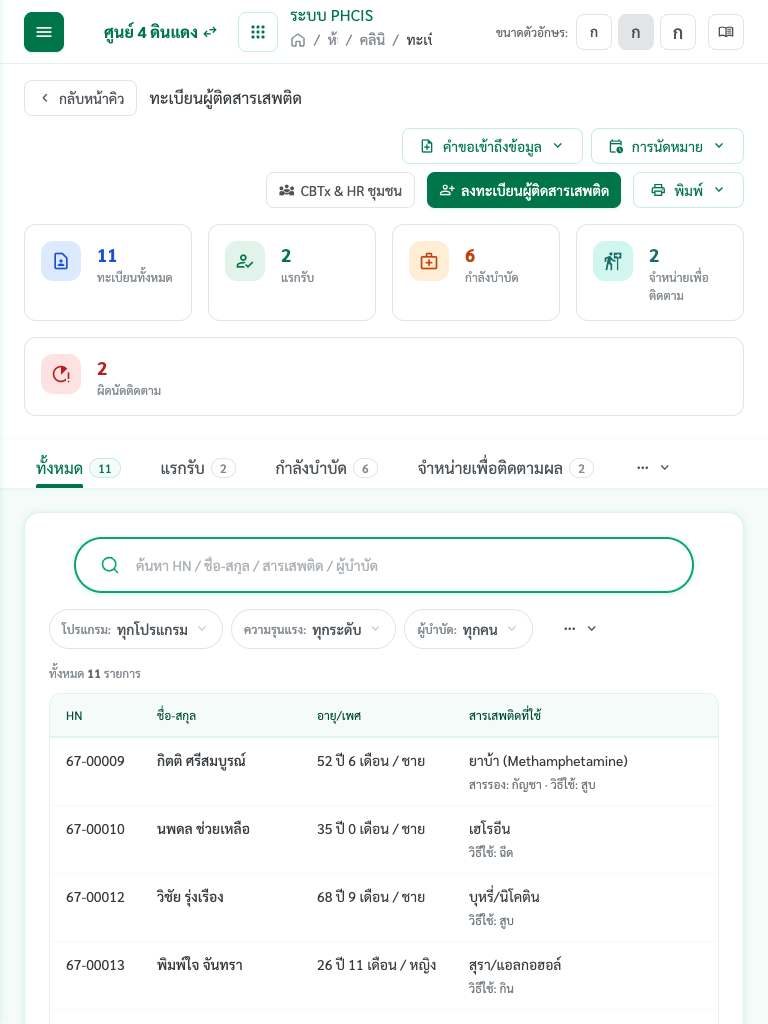 ศูนย์ 4 ดินแดง
ระบบ PHCIS
/ / คลินิ / ทะเบี
ขนาดตัวอักษร: ก ก ก
กลับหน้าคิว
ทะเบียนผู้ติดสารเสพติด
คำขอเข้าถึงข้อมูล
การนัดหมาย
CBTx & HR ชุมชน
ลงทะเบียนผู้ติดสารเสพติด
พิมพ์
11
ทะเบียนทั้งหมด
2
แรกรับ
6
กำลังบำบัด
2
จำหน่ายเพื่อ
ติดตาม
2
ผิดนัดติดตาม
ทั้งหมด 11
แรกรับ 2
กำลังบำบัด 6
จำหน่ายเพื่อติดตามผล 2
ค้นหา HN / ชื่อ-สกุล / สารเสพติด / ผู้บำบัด
โปรแกรม: ทุกโปรแกรม
ความรุนแรง: ทุกระดับ
ผู้บำบัด: ทุกคน
ทั้งหมด 11 รายการ
HN ชื่อ-สกุล อายุ/เพศ สารเสพติดที่ใช้
67-00009 กิตติ ศรีสมบูรณ์ 52 ปี 6 เดือน / ชาย ยาบ้า (Methamphetamine)
สารรอง: กัญชา · วิธีใช้: สูบ
67-00010 นพดล ช่วยเหลือ 35 ปี 0 เดือน / ชาย เฮโรอีน
วิธีใช้: ฉีด
67-00012 วิชัย รุ่งเรือง 68 ปี 9 เดือน / ชาย บุหรี่/นิโคติน
วิธีใช้: สูบ
67-00013 พิมพ์ใจ จันทรา 26 ปี 11 เดือน / หญิง สุรา/แอลกอฮอล์
วิธีใช้: กิน